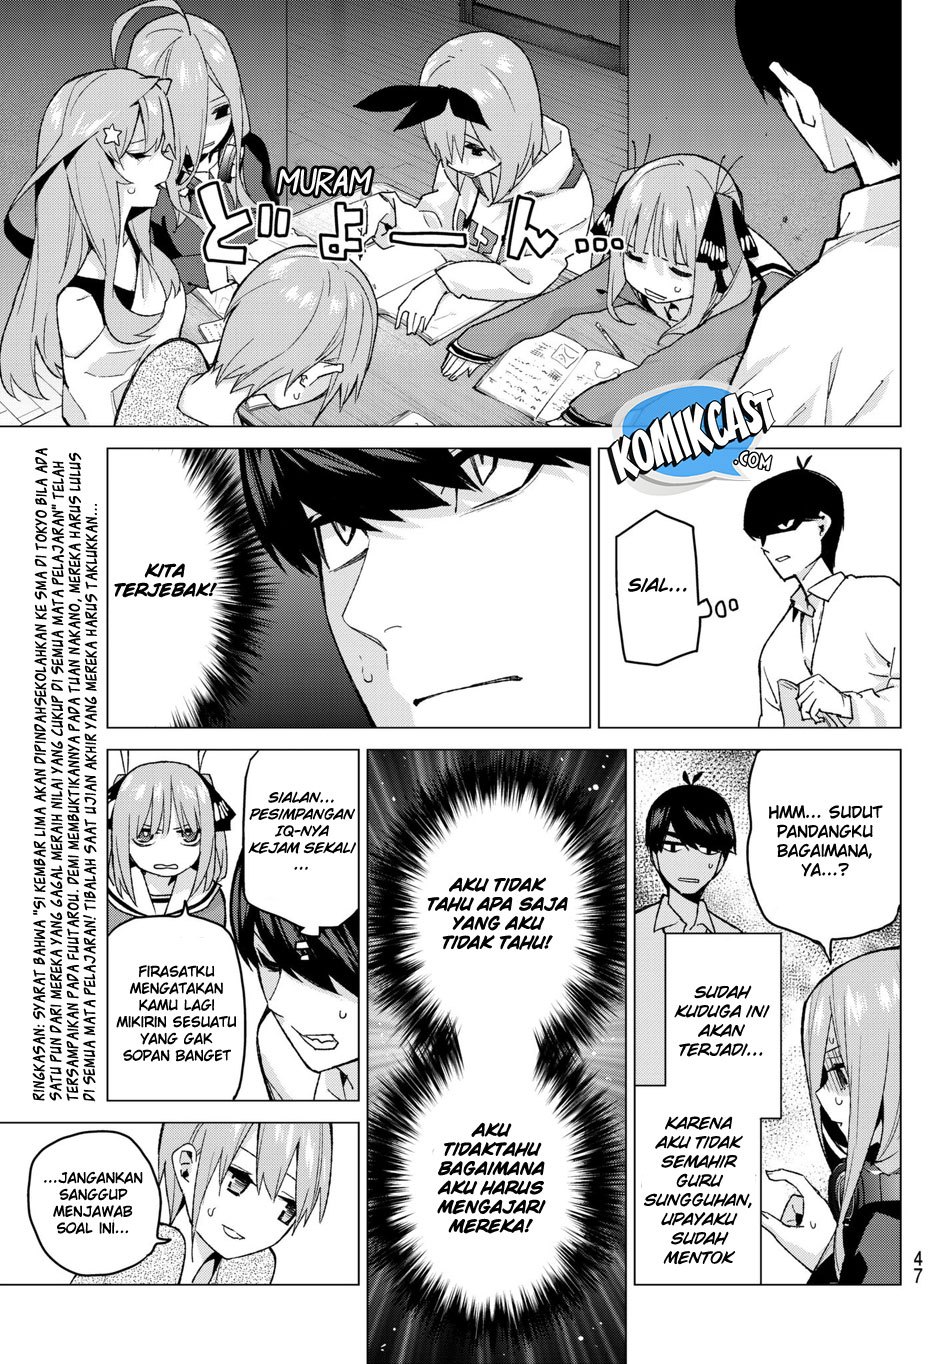 MURAM
どよーん...
KOMIKCAST
.COM
SIAL...
KITA
TERJEBAK!
RINGKASAN: SYARAT BAHWA "SI KEMBAR LIMA AKAN DIPINDAHSEKOLAHKAN KE SMA DI TOKYO BILA ADA
SATU PUN DARI MEREKA YANG GAGAL MERAIH NILAI YANG CUKUP DI SEMUA MATA PELAJARAN" TELAH
TERSAMPAIKAN PADA FUUTAROU. DEMI MEMBUKTIKANNYA PADA TUAN NAKANO, MEREKA HARUS LULUS
DI SEMUA MATA PELAJARAN! TIBALAH SAAT UJIAN AKHIR YANG MEREKA HARUS TAKLUKKAN...
HMM... SUDUT
PANDANGKU
BAGAIMANA,
YA...?
SUDAH
KUDUGA INI
AKAN
TERJADI...
KARENA
AKU TIDAK
SEMAHIR
GURU
SUNGGUHAN,
UPAYAKU
SUDAH
MENTOK
AKU TIDAK
TAHU APA SAJA
YANG AKU
TIDAK TAHU!
AKU
TIDAKTAHU
BAGAIMANA
AKU HARUS
MENGAJARI
MEREKA!
SIALAN...
PESIMPANGAN
IQ-NYA
KEJAM SEKALI
...
FIRASATKU
MENGATAKAN
KAMU LAGI
MIKIRIN SESUATU
YANG GAK
SOPAN BANGET
...JANGANKAN
SANGGUP
MENJAWAB
SOAL INI...
47